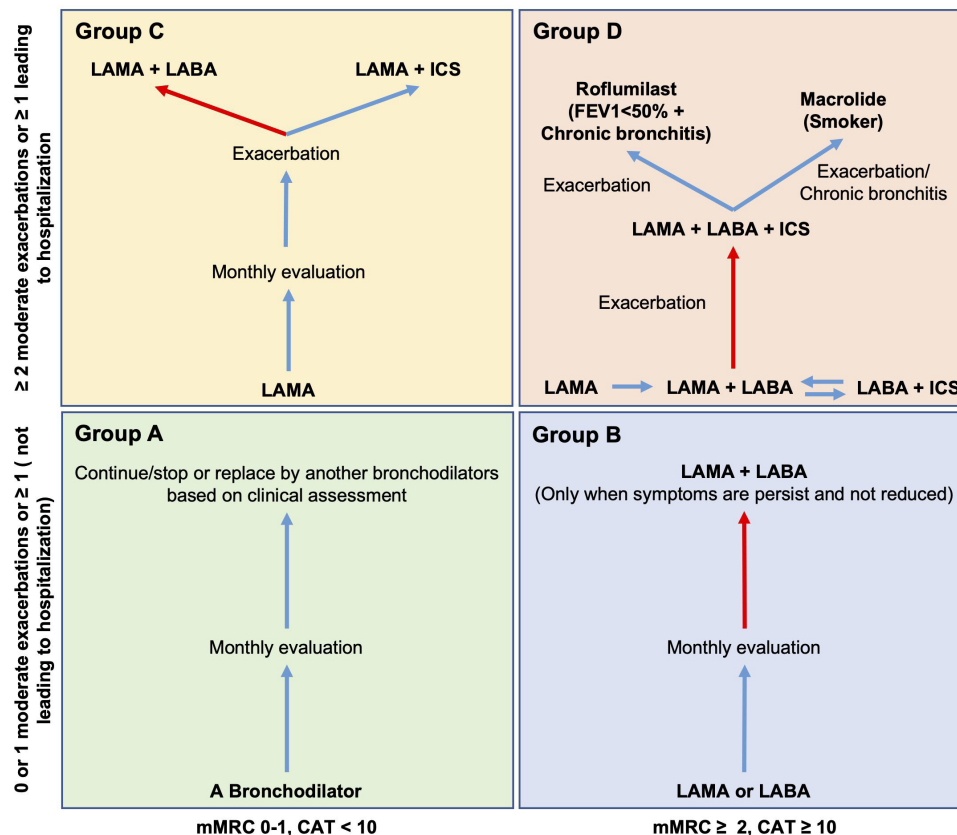 ≥ 2 moderate exacerbations or ≥ 1 leading
to hospitalization
Group C
LAMA + LABA
LAMA + ICS
Exacerbation
Monthly evaluation
LAMA
Group D
Roflumilast
(FEV1<50% +
Chronic bronchitis)
Macrolide
(Smoker)
Exacerbation
Exacerbation/
Chronic bronchitis
LAMA + LABA + ICS
Exacerbation
LAMA
LAMA + LABA
LABA + ICS
0 or 1 moderate exacerbations or ≥ 1 ( not
leading to hospitalization)
Group A
Continue/stop or replace by another bronchodilators
based on clinical assessment
Monthly evaluation
A Bronchodilator
Group B
LAMA + LABA
(Only when symptoms are persist and not reduced)
Monthly evaluation
LAMA or LABA
mMRC 0-1, CAT < 10
mMRC ≥ 2, CAT ≥ 10